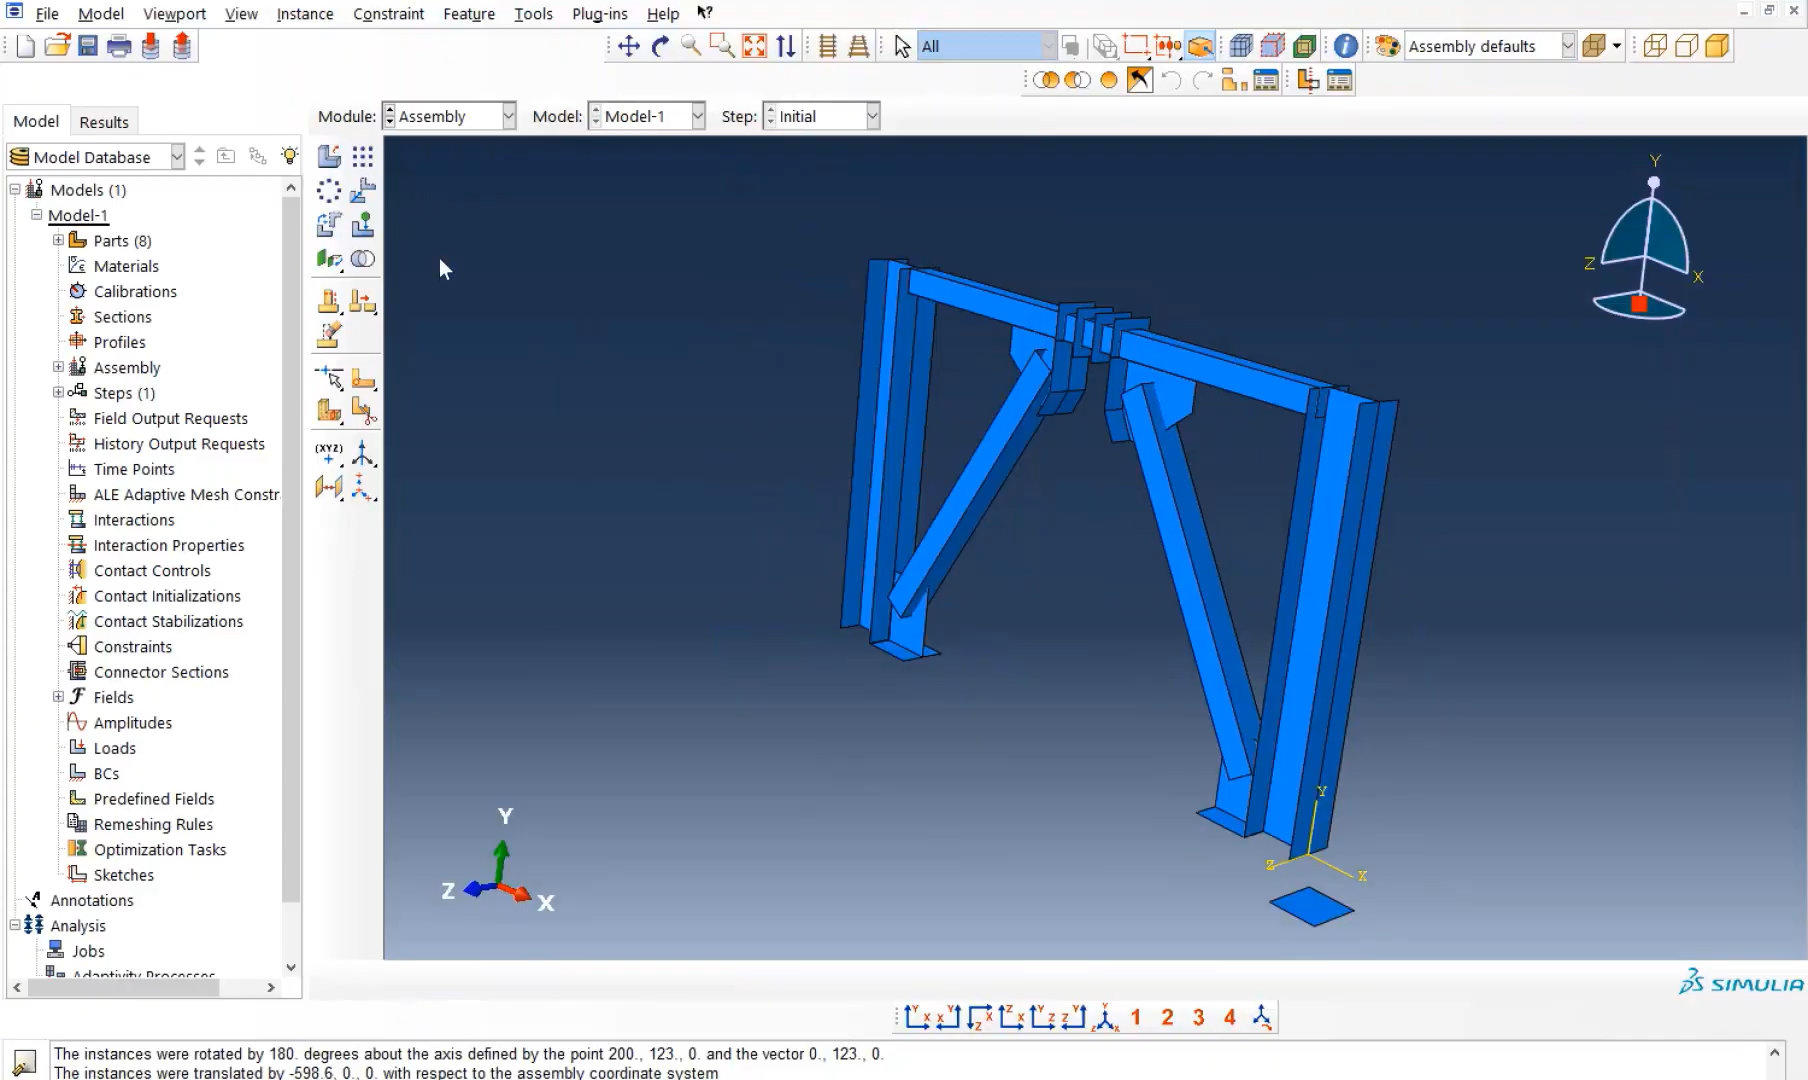 File Model Viewport View Instance Constraint Feature Tools Plug-ins Help
All Assembly defaults
Module: Assembly Model: Model-1 Step: Initial
Model Results
Model Database
Models (1)
Model-1
Parts (8)
Materials
Calibrations
Sections
Profiles
Assembly
Steps (1)
Field Output Requests
History Output Requests
Time Points
ALE Adaptive Mesh Constr
Interactions
Interaction Properties
Contact Controls
Contact Initializations
Contact Stabilizations
Constraints
Connector Sections
Fields
Amplitudes
Loads
BCs
Predefined Fields
Remeshing Rules
Optimization Tasks
Sketches
Annotations
Analysis
Jobs
Adaptivity Processes
(XYZ)
Y
Z X
Y
Z X
Y
Z X
SIMULIA
1 2 3 4
The instances were rotated by 180. degrees about the axis defined by the point 200., 123., 0. and the vector 0., 123., 0.
The instances were translated by -598.6, 0., 0. with respect to the assembly coordinate system